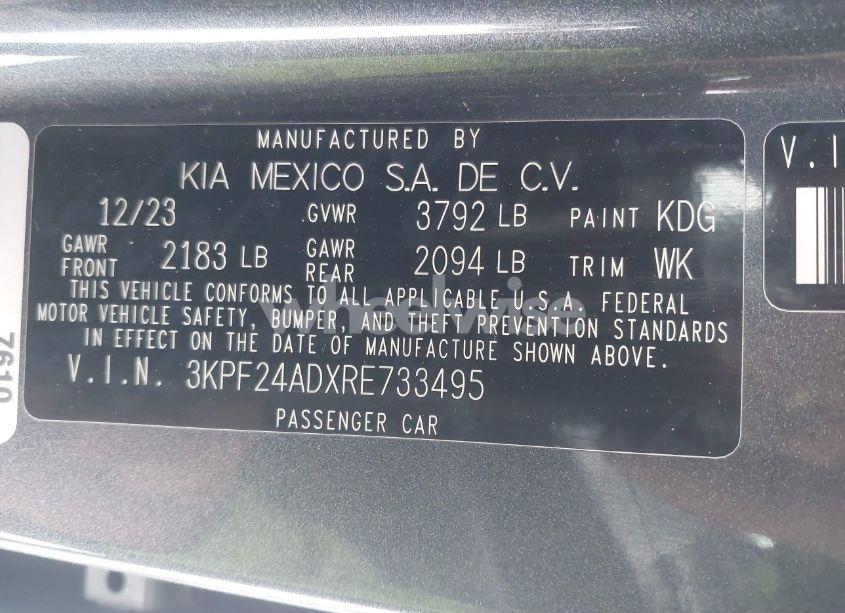 MANUFACTURED BY
KIA MEXICO S.A. DE C.V.
12/23 GVWR 3792 LB PAINT KDG
GAWR FRONT 2183 LB GAWR REAR 2094 LB TRIM WK
THIS VEHICLE CONFORMS TO ALL APPLICABLE U.S.A. FEDERAL
MOTOR VEHICLE SAFETY, BUMPER, AND THEFT PREVENTION STANDARDS
IN EFFECT ON THE DATE OF MANUFACTURE SHOWN ABOVE.
V.I.N. 3KPF24ADXRE733495
PASSENGER CAR
V.I
wheelwise